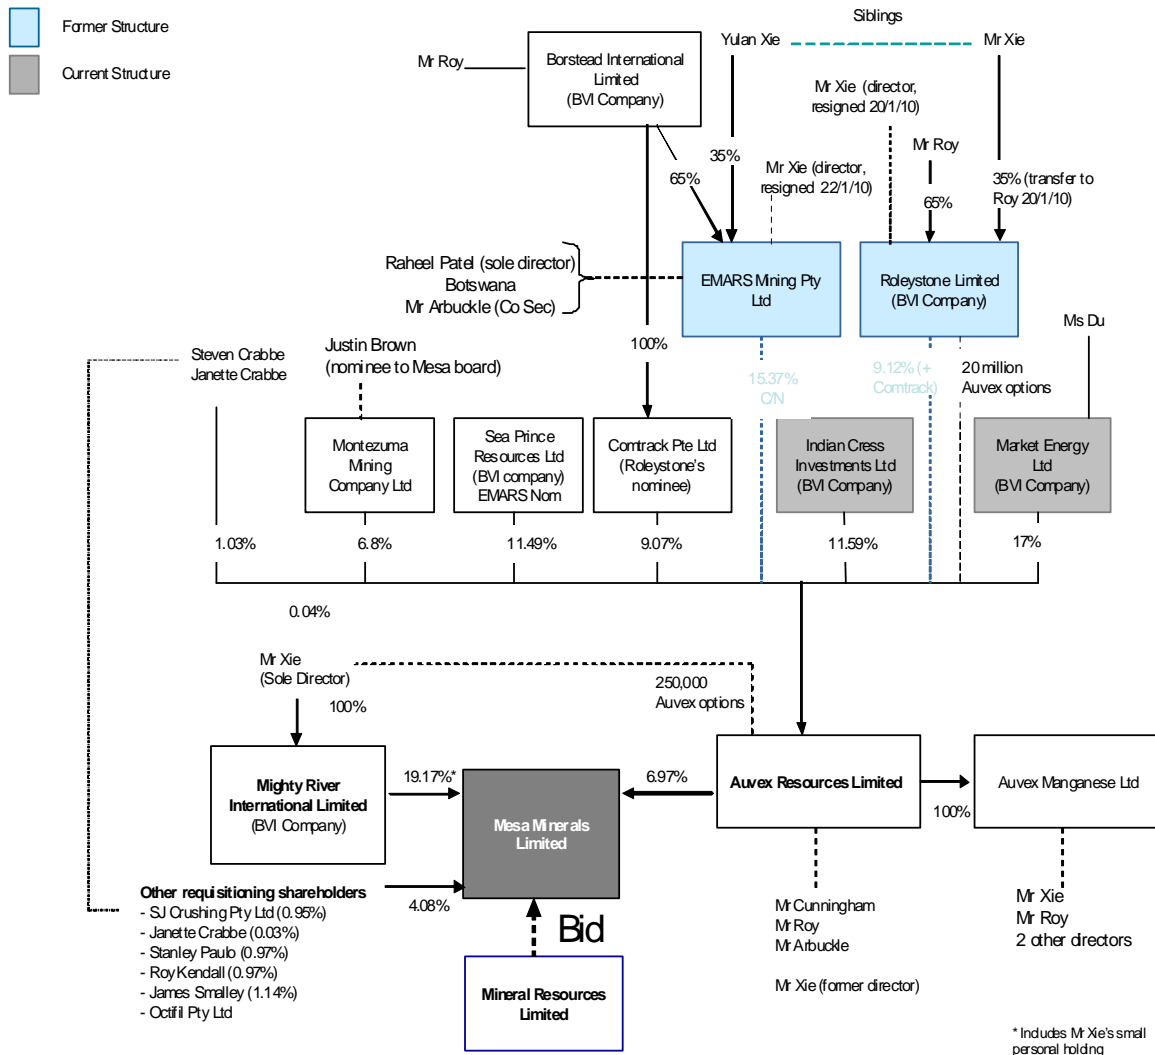 Former Structure
Current Structure
Siblings
Yulan Xie
Mr Xie
Mr Roy
Borstead International
Limited
(BVI Company)
Mr Xie (director,
resigned 20/1/10)
Mr Roy
35%
65%
Mr Xie (director,
resigned 22/1/10)
65%
35% (transfer to
Roy 20/1/10)
Raheel Patel (sole director)
Botswana
Mr Arbuckle (Co Sec)
EMARS Mining Pty
Ltd
Roleystone Limited
(BVI Company)
Ms Du
Steven Crabbe
Janette Crabbe
Justin Brown
(nominee to Mesa board)
100%
15.37%
C/N
9.12% (+
Comtrack)
20 million
Auvex options
Montezuma
Mining
Company Ltd
Sea Prince
Resources Ltd
(BVI company)
EMARS Nom
Comtrack Pte Ltd
(Roleystone's
nominee)
Indian Cress
Investments Ltd
(BVI Company)
Market Energy
Ltd
(BVI Company)
1.03%
6.8%
11.49%
9.07%
11.59%
17%
0.04%
Mr Xie
(Sole Director)
100%
250,000
Auvex options
Mighty River
International Limited
(BVI Company)
19.17%*
Mesa Minerals
Limited
6.97%
Auvex Resources Limited
100%
Auvex Manganese Ltd
Other requisitioning shareholders
- SJ Crushing Pty Ltd (0.95%)
- Janette Crabbe (0.03%)
- Stanley Paulo (0.97%)
- Roy Kendall (0.97%)
- James Smalley (1.14%)
- Octifil Pty Ltd
4.08%
Bid
Mineral Resources
Limited
Mr Cunningham
Mr Roy
Mr Arbuckle
Mr Xie (former director)
Mr Xie
Mr Roy
2 other directors
* Includes Mr Xie's small
personal holding